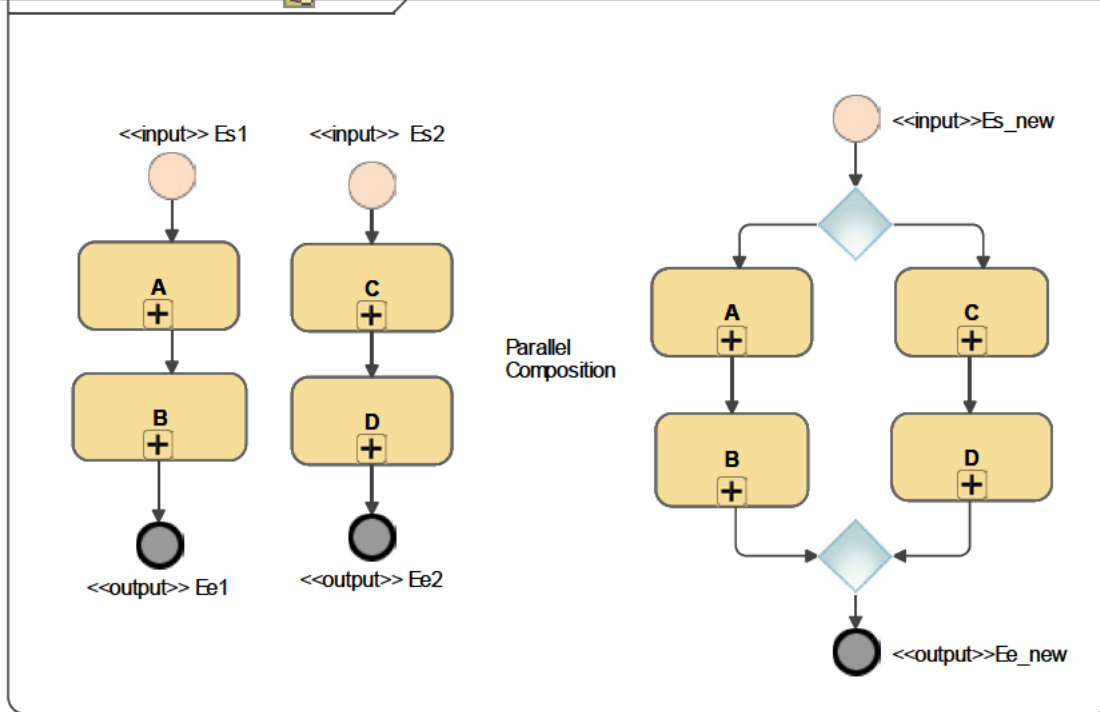 <<input>> Es1
<<input>> Es2
A
C
B
D
<<output>> Ee1
<<output>> Ee2
Parallel
Composition
<<input>>Es_new
A
C
B
D
<<output>>Ee_new